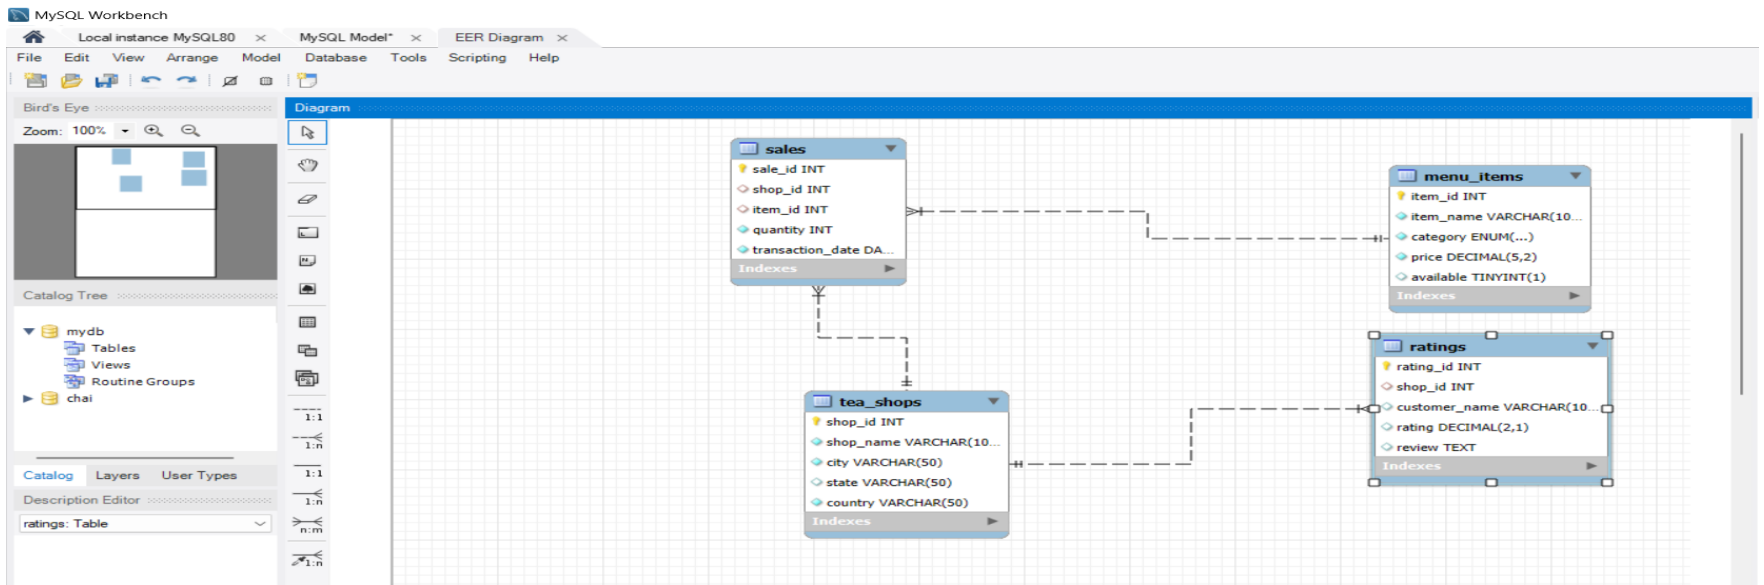 MySQL Workbench
Local instance MySQL80
MySQL Model*
EER Diagram
File Edit View Arrange Model Database Tools Scripting Help
Bird's Eye
Zoom: 100%
Catalog Tree
mydb
Tables
Views
Routine Groups
chai
Catalog Layers User Types
Description Editor
ratings: Table
Diagram
1:1
1:n
1:1
1:n
n:m
1:n
sales
sale_id INT
shop_id INT
item_id INT
quantity INT
transaction_date DA...
Indexes
menu_items
item_id INT
item_name VARCHAR(10...
category ENUM(...)
price DECIMAL(5,2)
available TINYINT(1)
Indexes
tea_shops
shop_id INT
shop_name VARCHAR(10...
city VARCHAR(50)
state VARCHAR(50)
country VARCHAR(50)
Indexes
ratings
rating_id INT
shop_id INT
customer_name VARCHAR(10...
rating DECIMAL(2,1)
review TEXT
Indexes